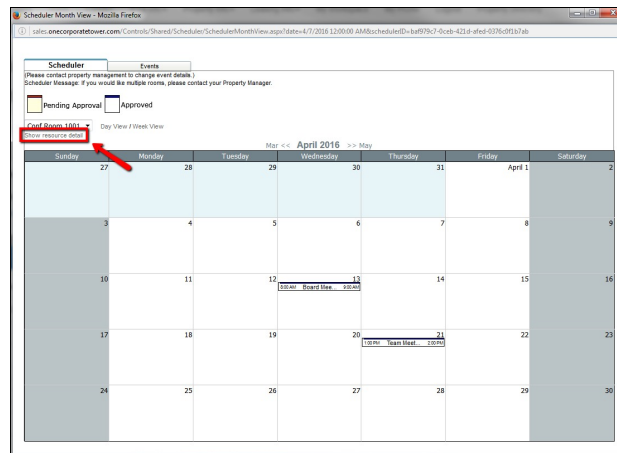 Scheduler Month View - Mozilla Firefox
sales.onecorporatetower.com/Controls/Shared/Scheduler/SchedulerMonthView.aspx?date=4/7/2016 12:00:00 AM&schedulerID=baf979c7-0ceb-421d-afed-0376c0f1b7ab
Scheduler Events
(Please contact property management to change event details.)
Scheduler Message: If you would like multiple rooms, please contact your Property Manager.
Pending Approval Approved
Conf Room 1001 Day View / Week View
Show resource detail
Mar << April 2016 >> May
Sunday Monday Tuesday Wednesday Thursday Friday Saturday
27 28 29 30 31 April 1 2
3 4 5 6 7 8 9
10 11 12 13 14 15 16
8:00 AM Board Mee... 9:00 AM
17 18 19 20 21 22 23
1:00 PM Team Meet... 2:00 PM
24 25 26 27 28 29 30